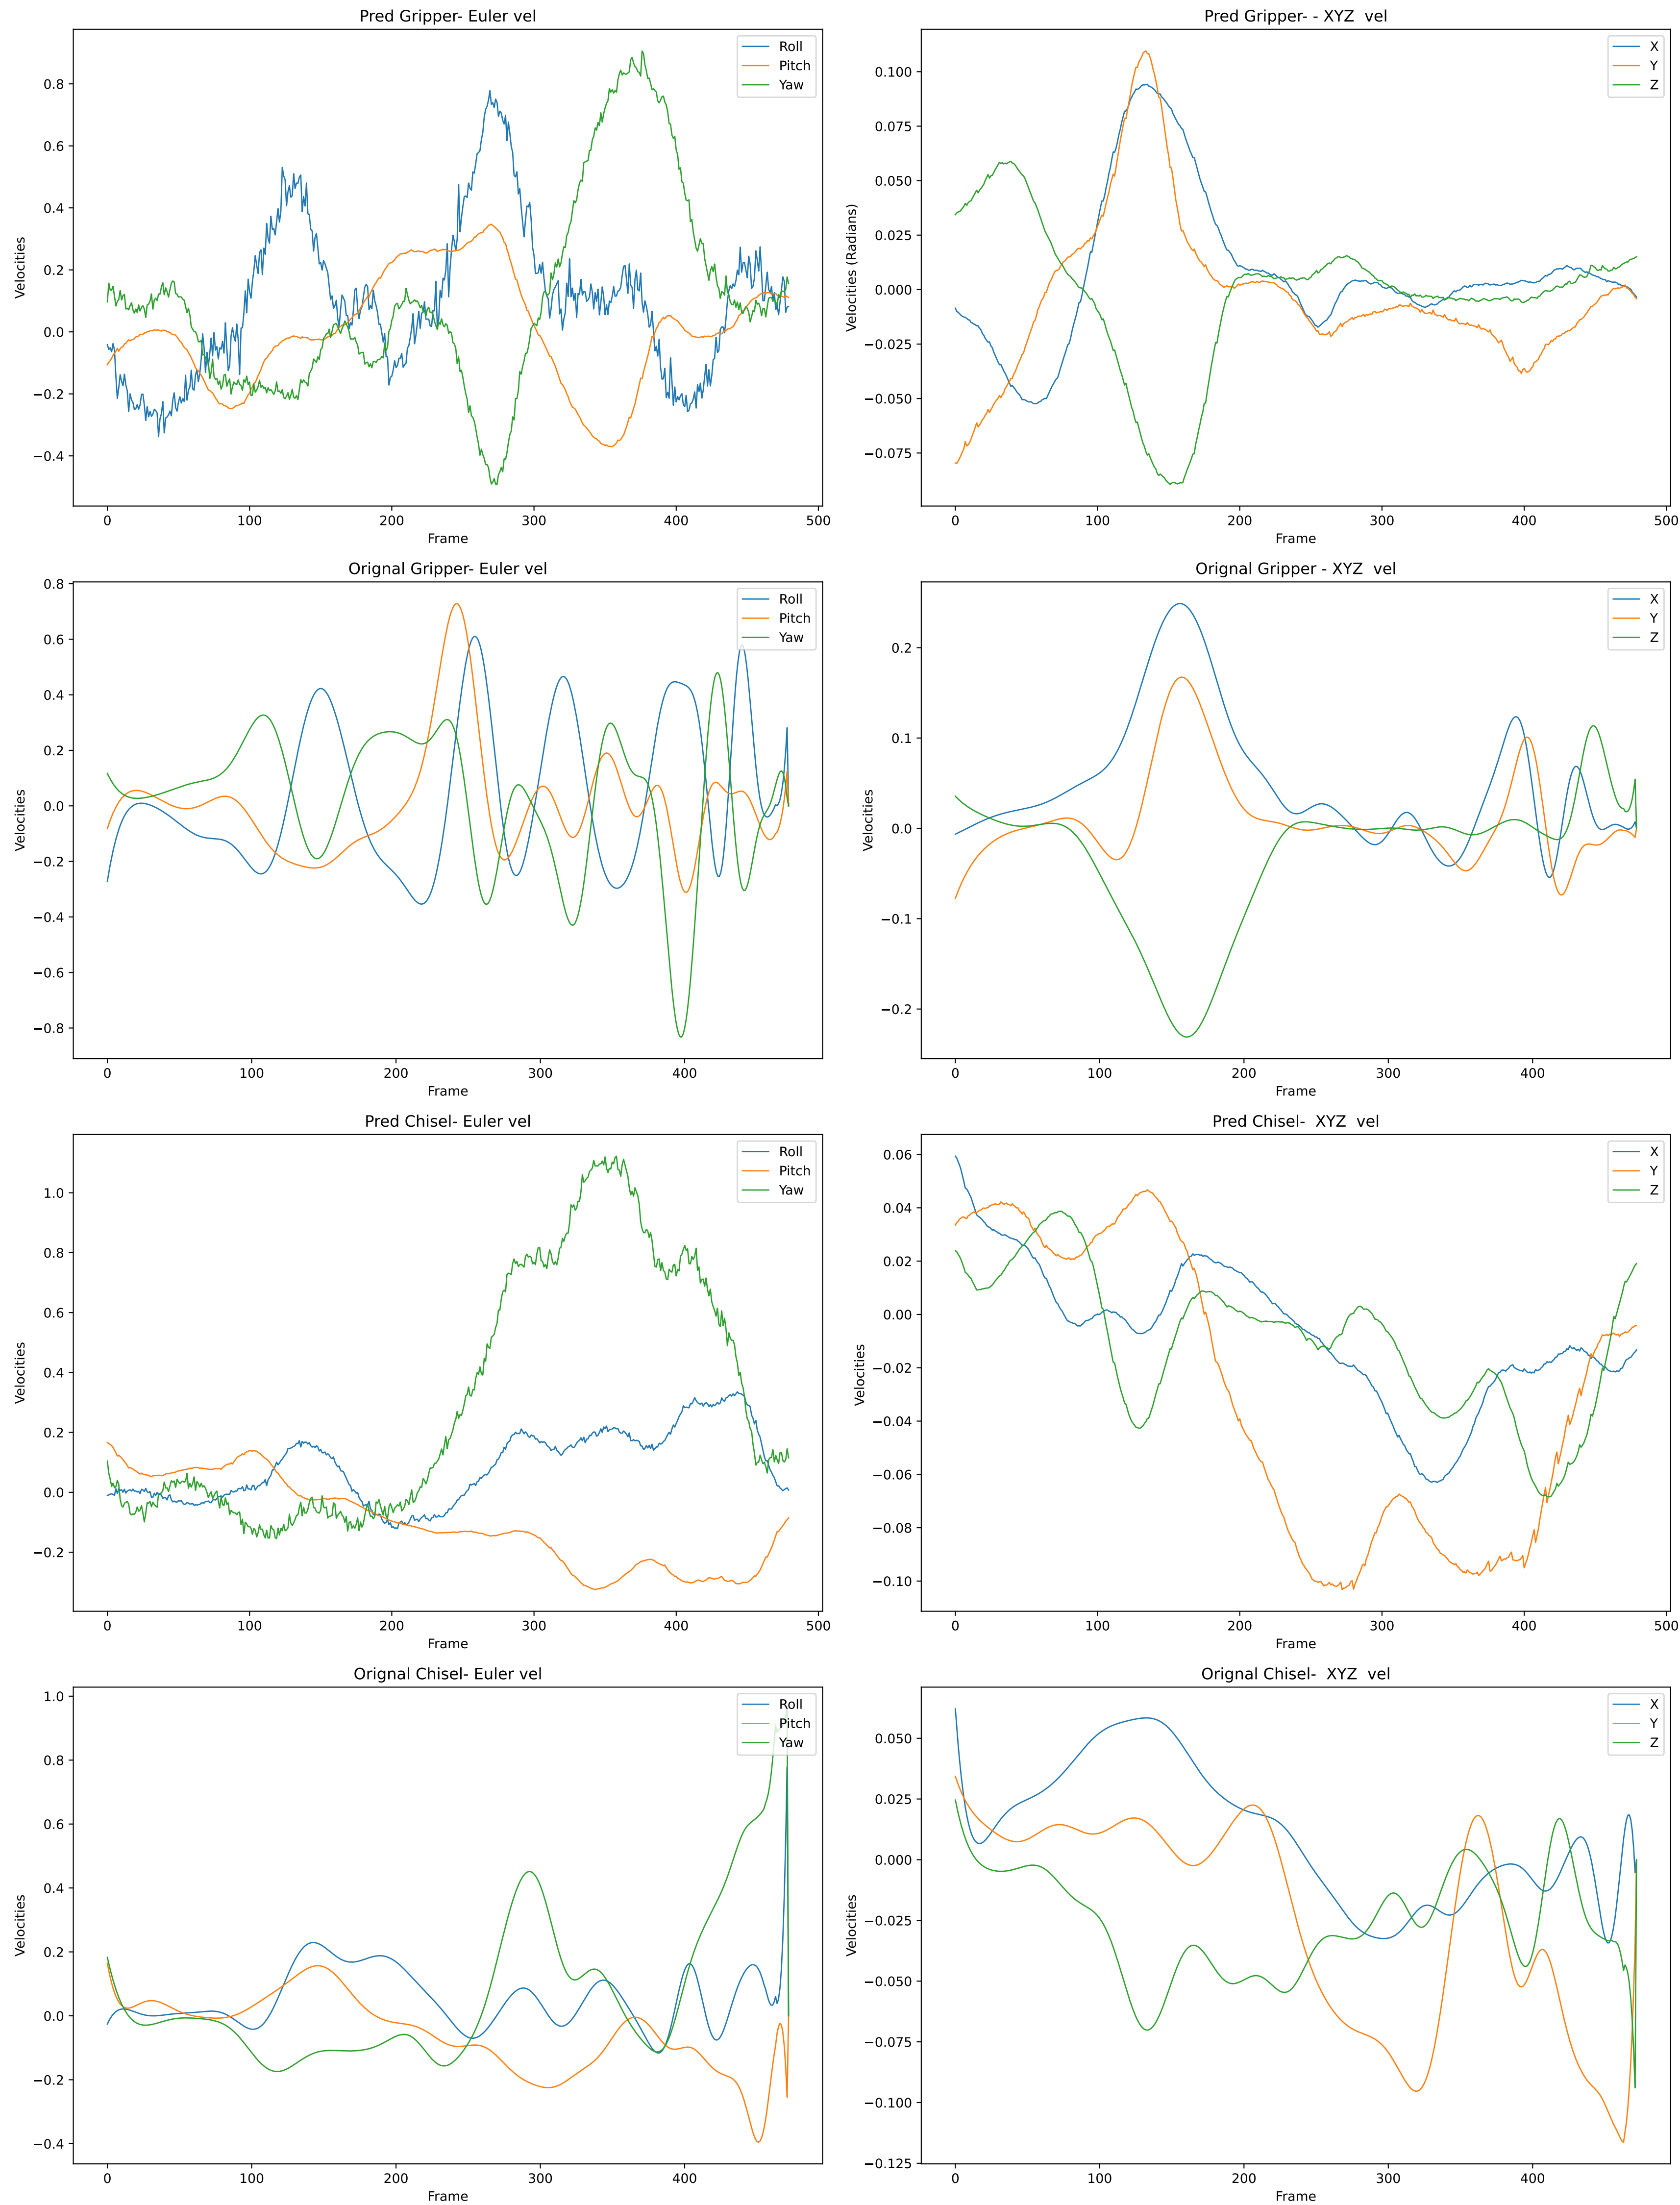 Pred Gripper- Euler vel
Velocities
0.8
0.6
0.4
0.2
0.0
−0.2
−0.4
Roll
Pitch
Yaw
0 100 200 300 400 500
Frame
Pred Gripper- - XYZ  vel
Velocities (Radians)
0.100
0.075
0.050
0.025
0.000
−0.025
−0.050
−0.075
X
Y
Z
0 100 200 300 400 500
Frame
Orignal Gripper- Euler vel
Velocities
0.8
0.6
0.4
0.2
0.0
−0.2
−0.4
−0.6
−0.8
Roll
Pitch
Yaw
0 100 200 300 400
Frame
Orignal Gripper - XYZ  vel
Velocities
0.2
0.1
0.0
−0.1
−0.2
X
Y
Z
0 100 200 300 400
Frame
Pred Chisel- Euler vel
Velocities
1.0
0.8
0.6
0.4
0.2
0.0
−0.2
Roll
Pitch
Yaw
0 100 200 300 400 500
Frame
Pred Chisel-  XYZ  vel
Velocities
0.06
0.04
0.02
0.00
−0.02
−0.04
−0.06
−0.08
−0.10
X
Y
Z
0 100 200 300 400 500
Frame
Orignal Chisel- Euler vel
Velocities
1.0
0.8
0.6
0.4
0.2
0.0
−0.2
−0.4
Roll
Pitch
Yaw
0 100 200 300 400
Frame
Orignal Chisel-  XYZ  vel
Velocities
0.050
0.025
0.000
−0.025
−0.050
−0.075
−0.100
−0.125
X
Y
Z
0 100 200 300 400
Frame